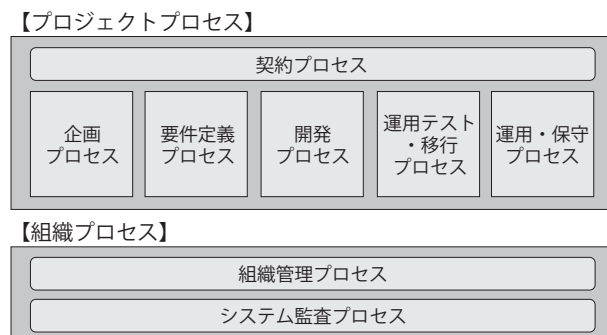 【プロジェクトプロセス】
契約プロセス
企画
プロセス
要件定義
プロセス
開発
プロセス
運用テスト
・移行
プロセス
運用・保守
プロセス
【組織プロセス】
組織管理プロセス
システム監査プロセス